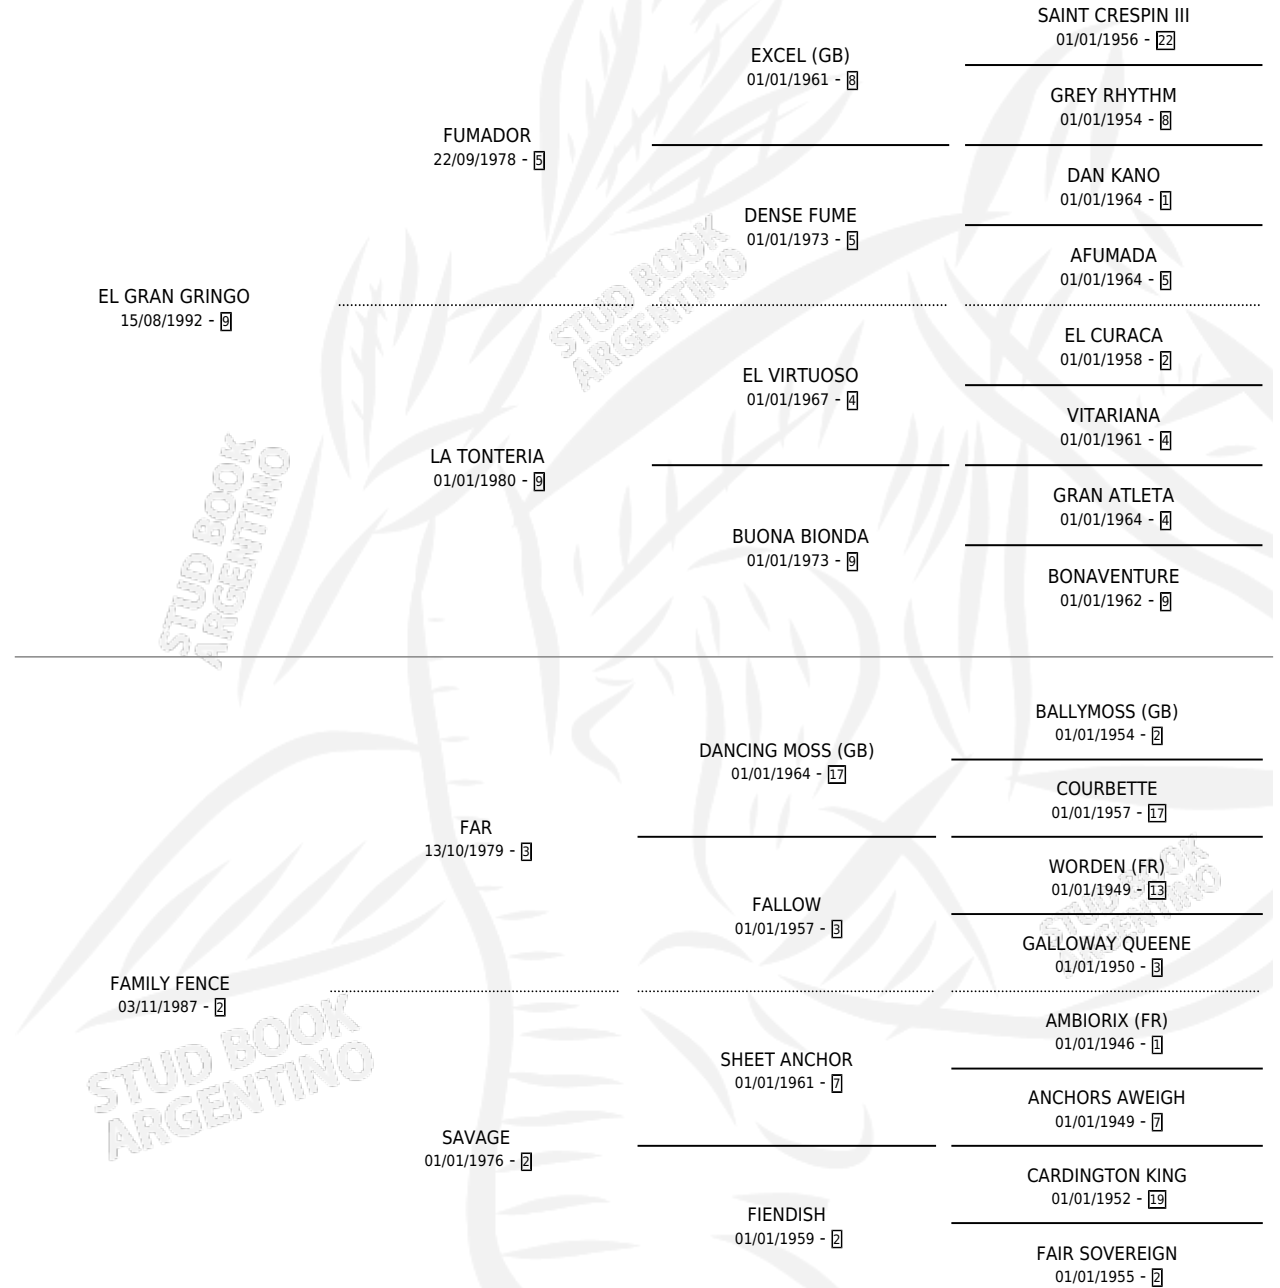 SAINT CRESPIN III
01/01/1956 - 22
EXCEL (GB)
01/01/1961 - 8
GREY RHYTHM
01/01/1954 - 8
FUMADOR
22/09/1978 - 5
DAN KANO
01/01/1964 - 1
DENSE FUME
01/01/1973 - 5
AFUMADA
01/01/1964 - 5
EL GRAN GRINGO
15/08/1992 - 9
EL CURACA
01/01/1958 - 2
EL VIRTUOSO
01/01/1967 - 4
VITARIANA
01/01/1961 - 4
LA TONTERIA
01/01/1980 - 9
GRAN ATLETA
01/01/1964 - 4
BUONA BIONDA
01/01/1973 - 9
BONAVENTURE
01/01/1962 - 9
STUD BOOK
ARGENTINO
STUD BOOK
ARGENTINO
BALLYMOSS (GB)
01/01/1954 - 2
DANCING MOSS (GB)
01/01/1964 - 17
COURBETTE
01/01/1957 - 17
FAR
13/10/1979 - 3
WORDEN (FR)
01/01/1949 - 13
FALLOW
01/01/1957 - 3
GALLOWAY QUEENE
01/01/1950 - 3
FAMILY FENCE
03/11/1987 - 2
AMBIORIX (FR)
01/01/1946 - 1
SHEET ANCHOR
01/01/1961 - 7
ANCHORS AWEIGH
01/01/1949 - 7
SAVAGE
01/01/1976 - 2
CARDINGTON KING
01/01/1952 - 19
FIENDISH
01/01/1959 - 2
FAIR SOVEREIGN
01/01/1955 - 2
STUD BOOK
ARGENTINO
STUD BOOK
ARGENTINO